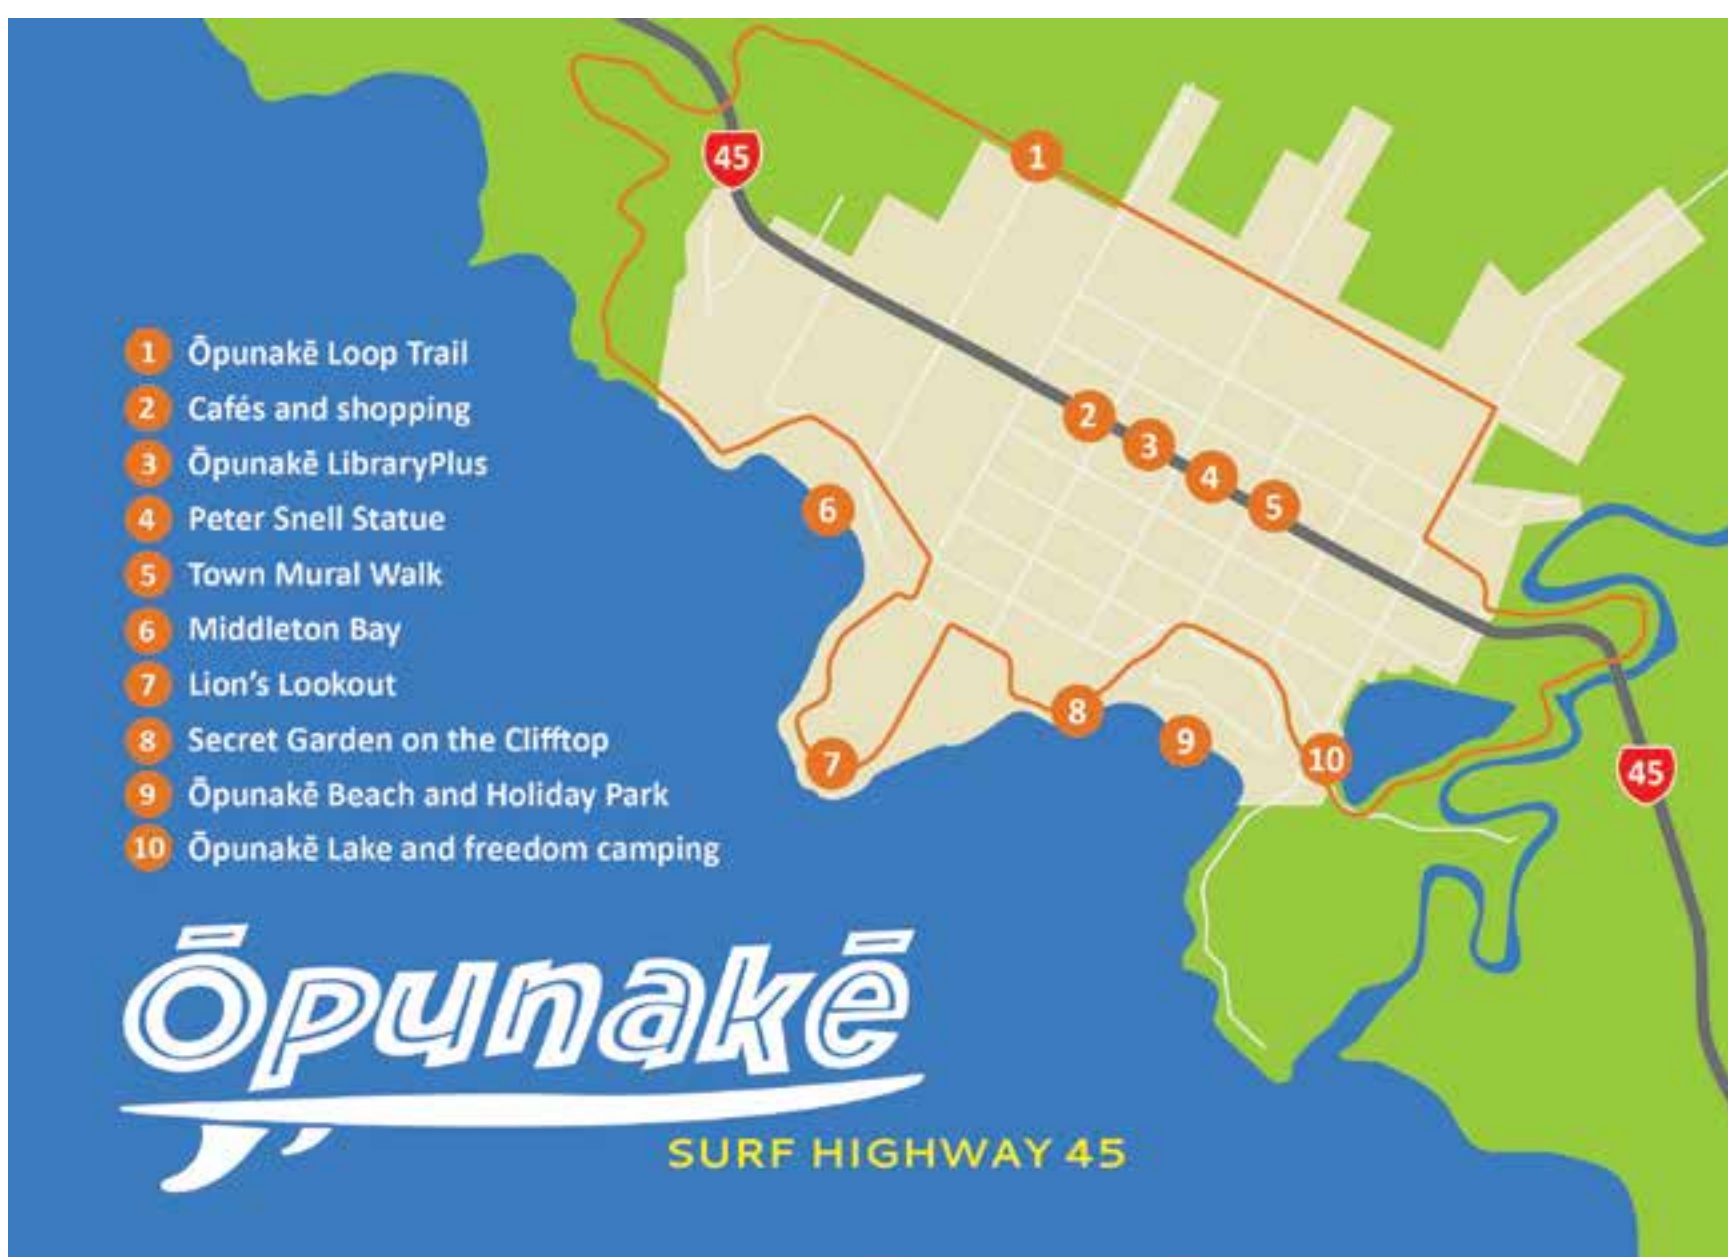 45
1
2
3
4
5
6
7
8
9
10
45
1 Ōpunakē Loop Trail
2 Cafés and shopping
3 Ōpunakē LibraryPlus
4 Peter Snell Statue
5 Town Mural Walk
6 Middleton Bay
7 Lion's Lookout
8 Secret Garden on the Clifftop
9 Ōpunakē Beach and Holiday Park
10 Ōpunakē Lake and freedom camping
Ōpunakē
SURF HIGHWAY 45